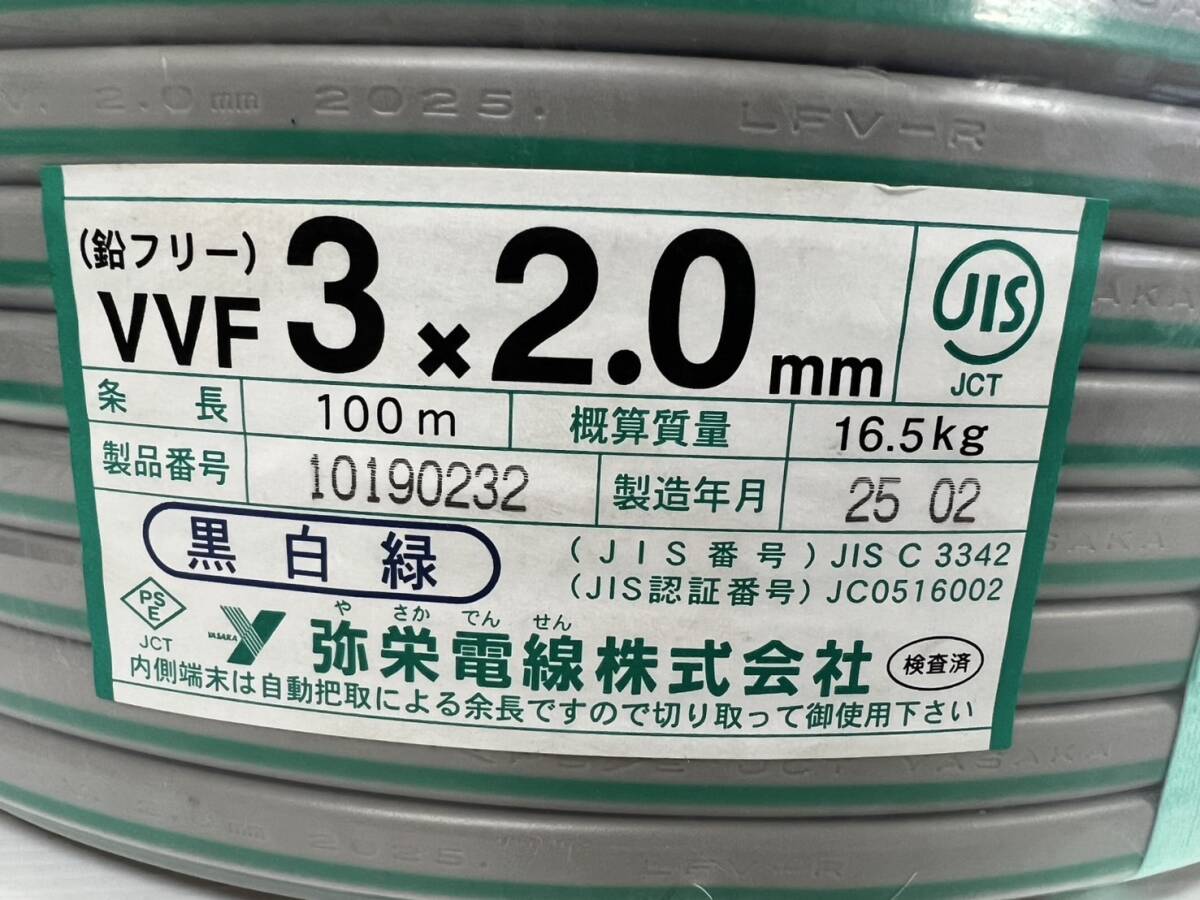 V. 2.0mm 2025. LFV-R
(鉛フリー)
VVF 3×2.0mm
JIS
JCT
条長 100m 概算質量 16.5kg
製品番号 10190232 製造年月 25 02
黒白緑
(JIS番号) JIS C 3342
(JIS認証番号) JC0516002
PSE
JCT
YASAKA
や さか でん せん
弥栄電線株式会社
検査済
内側端末は自動把取による余長ですので切り取って御使用下さい
JCT YASAKA
mm 2025. LFV-R